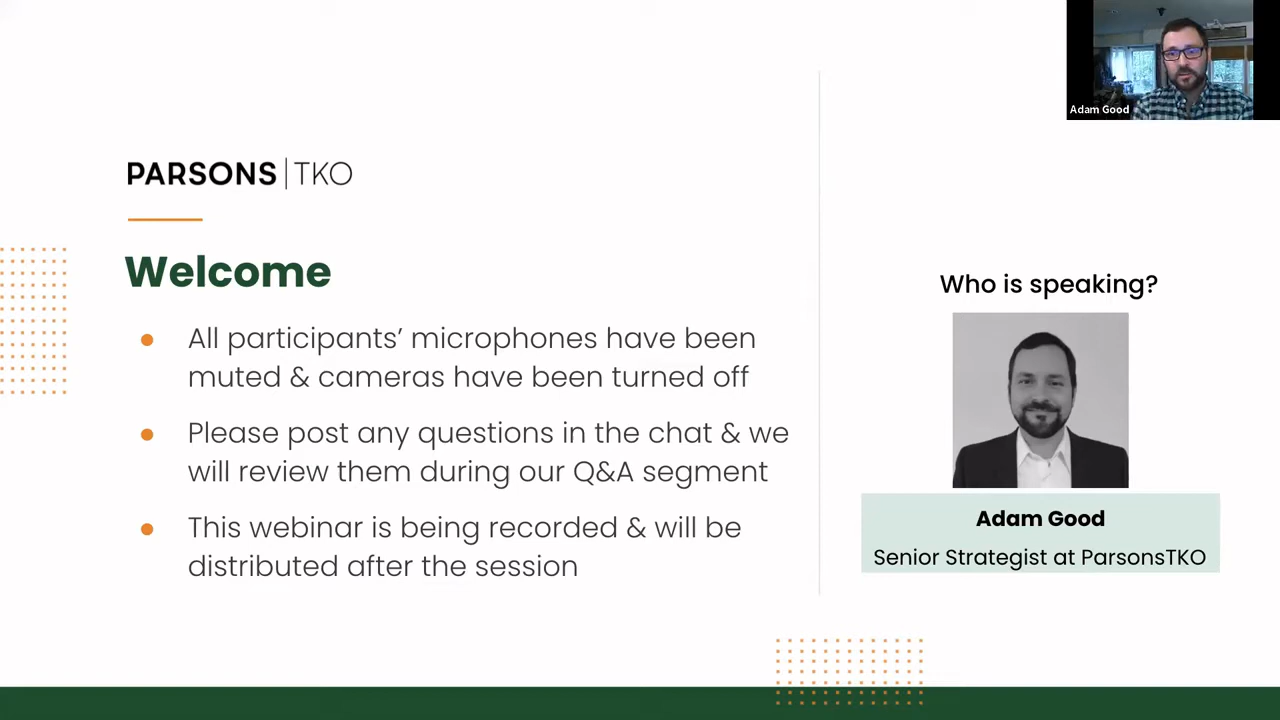 Adam Good
PARSONS|TKO
Welcome
All participants’ microphones have been
muted & cameras have been turned off
Please post any questions in the chat & we
will review them during our Q&A segment
This webinar is being recorded & will be
distributed after the session
Who is speaking?
Adam Good
Senior Strategist at ParsonsTKO